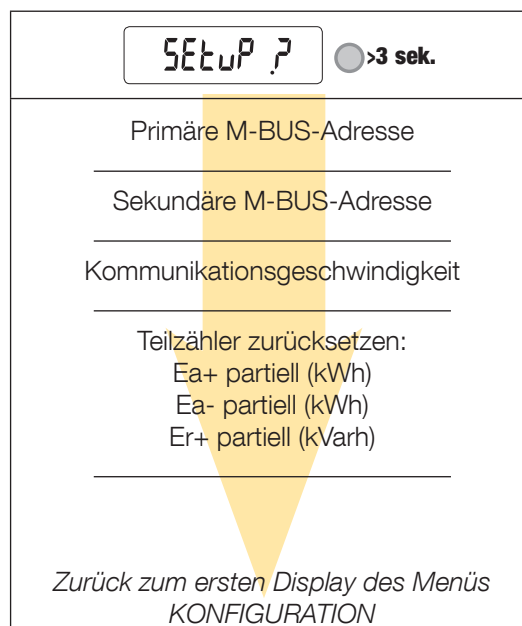 SEtuP ?
>3 sek.
Primäre M-BUS-Adresse
Sekundäre M-BUS-Adresse
Kommunikationsgeschwindigkeit
Teilzähler zurücksetzen:
Ea+ partiell (kWh)
Ea- partiell (kWh)
Er+ partiell (kVarh)
Zurück zum ersten Display des Menüs
KONFIGURATION